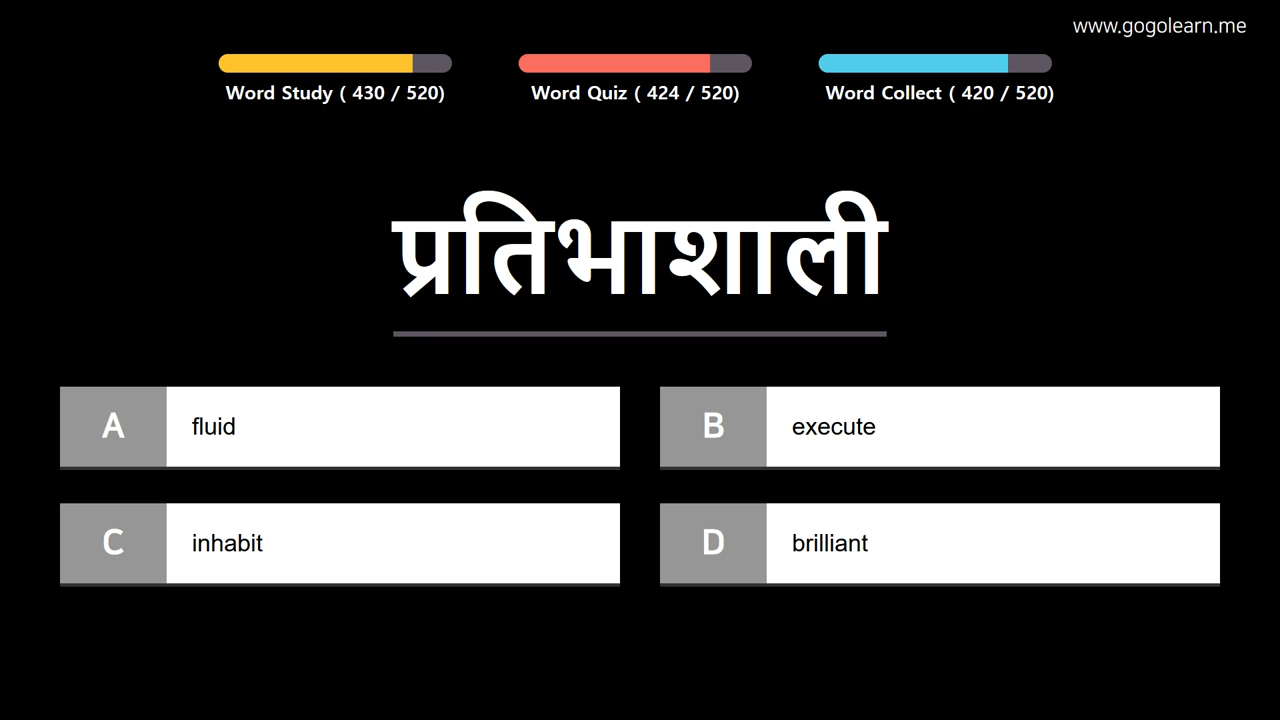 www.gogolearn.me
Word Study ( 430 / 520)
Word Quiz ( 424 / 520)
Word Collect ( 420 / 520)
प्रतिभाशाली
A fluid
B execute
C inhabit
D brilliant